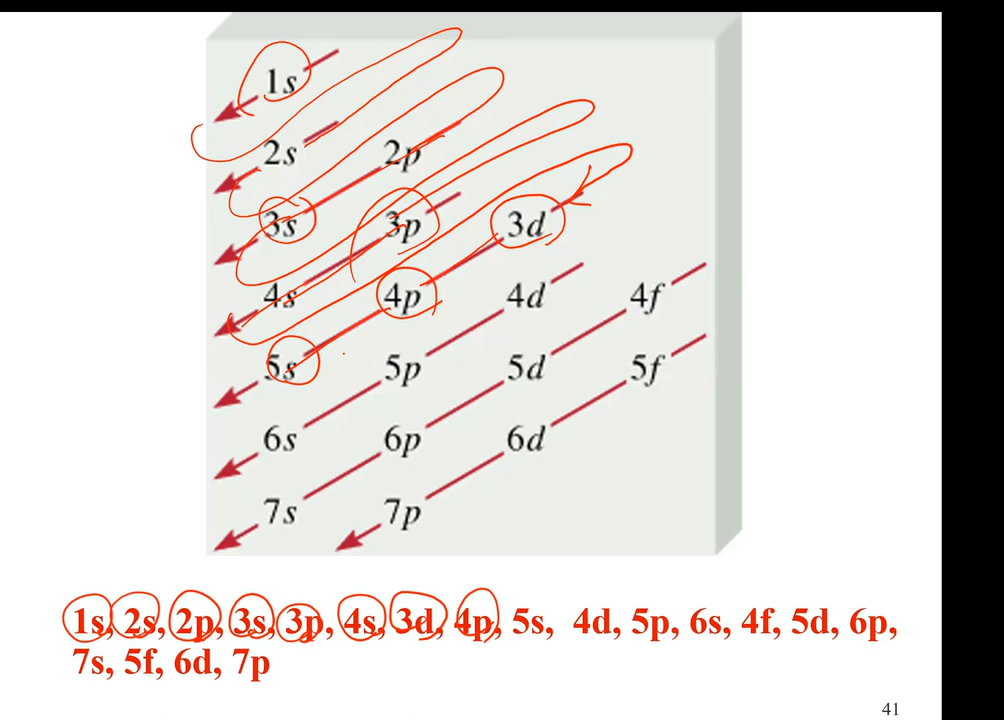 1s
2s 2p
3s 3p 3d
4s 4p 4d 4f
5s 5p 5d 5f
6s 6p 6d
7s 7p
1s, 2s, 2p, 3s, 3p, 4s, 3d, 4p, 5s, 4d, 5p, 6s, 4f, 5d, 6p,
7s, 5f, 6d, 7p
41